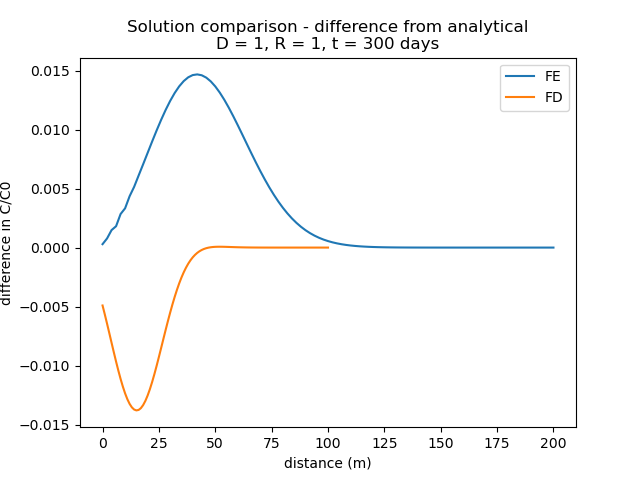 Solution comparison - difference from analytical
D = 1, R = 1, t = 300 days
FE
FD
0.015
0.010
0.005
0.000
−0.005
−0.010
−0.015
difference in C/C0
0
25
50
75
100
125
150
175
200
distance (m)